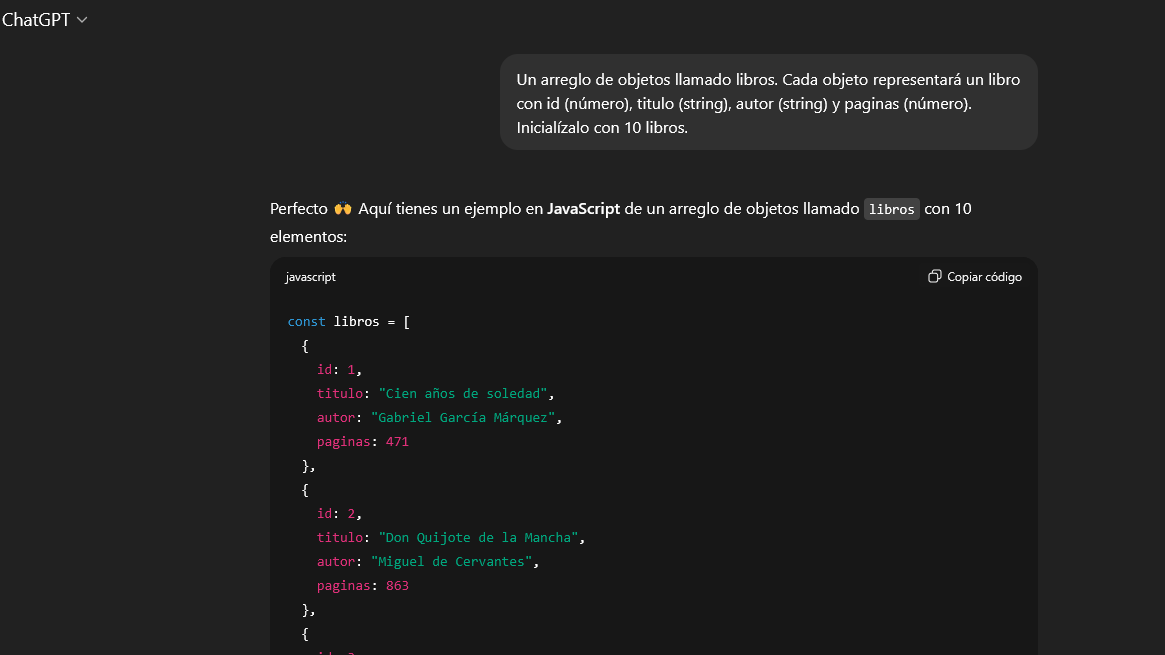 ChatGPT
Un arreglo de objetos llamado libros. Cada objeto representará un libro
con id (número), titulo (string), autor (string) y paginas (número).
Inicialízalo con 10 libros.
Perfecto 🙌 Aquí tienes un ejemplo en JavaScript de un arreglo de objetos llamado libros con 10
elementos:
javascript
Copiar código
const libros = [
{
id: 1,
titulo: "Cien años de soledad",
autor: "Gabriel García Márquez",
paginas: 471
},
{
id: 2,
titulo: "Don Quijote de la Mancha",
autor: "Miguel de Cervantes",
paginas: 863
},
{